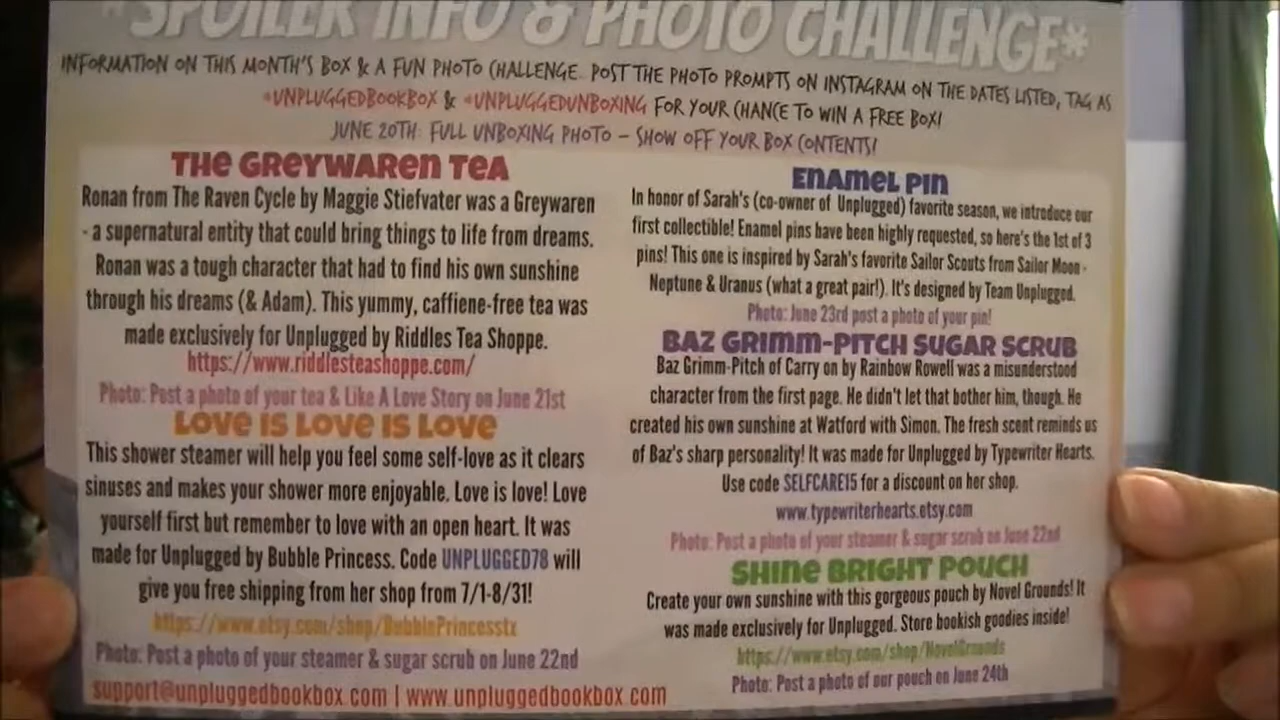 *SPOILER INFO & PHOTO CHALLENGE*
INFORMATION ON THIS MONTH'S BOX & A FUN PHOTO CHALLENGE. POST THE PHOTO PROMPTS ON INSTAGRAM ON THE DATES LISTED, TAG AS
#UNPLUGGEDBOOKBOX & #UNPLUGGEDUNBOXING FOR YOUR CHANCE TO WIN A FREE BOX!
JUNE 20TH: FULL UNBOXING PHOTO – SHOW OFF YOUR BOX CONTENTS!
THE GREYWAREN TEA
Ronan from The Raven Cycle by Maggie Stiefvater was a Greywaren
- a supernatural entity that could bring things to life from dreams.
Ronan was a tough character that had to find his own sunshine
through his dreams (& Adam). This yummy, caffiene-free tea was
made exclusively for Unplugged by Riddles Tea Shoppe.
https://www.riddlesteashoppe.com/
Photo: Post a photo of your tea & Like A Love Story on June 21st
LOVE IS LOVE IS LOVE
This shower steamer will help you feel some self-love as it clears
sinuses and makes your shower more enjoyable. Love is love! Love
yourself first but remember to love with an open heart. It was
made for Unplugged by Bubble Princess. Code UNPLUGGED78 will
give you free shipping from her shop from 7/1-8/31!
https://www.etsy.com/shop/BubblePrincesstx
Photo: Post a photo of your steamer & sugar scrub on June 22nd
support@unpluggedbookbox.com | www.unpluggedbookbox.com
ENAMEL PIN
In honor of Sarah's (co-owner of Unplugged) favorite season, we introduce our
first collectible! Enamel pins have been highly requested, so here's the 1st of 3
pins! This one is inspired by Sarah's favorite Sailor Scouts from Sailor Moon -
Neptune & Uranus (what a great pair!). It's designed by Team Unplugged.
Photo: June 23rd post a photo of your pin!
BAZ GRIMM-PITCH SUGAR SCRUB
Baz Grimm-Pitch of Carry on by Rainbow Rowell was a misunderstood
character from the first page. He didn't let that bother him, though. He
created his own sunshine at Watford with Simon. The fresh scent reminds us
of Baz's sharp personality! It was made for Unplugged by Typewriter Hearts.
Use code SELFCARE15 for a discount on her shop.
www.typewriterhearts.etsy.com
Photo: Post a photo of your steamer & sugar scrub on June 22nd
SHINE BRIGHT POUCH
Create your own sunshine with this gorgeous pouch by Novel Grounds! It
was made exclusively for Unplugged. Store bookish goodies inside!
https://www.etsy.com/shop/NovelGrounds
Photo: Post a photo of our pouch on June 24th